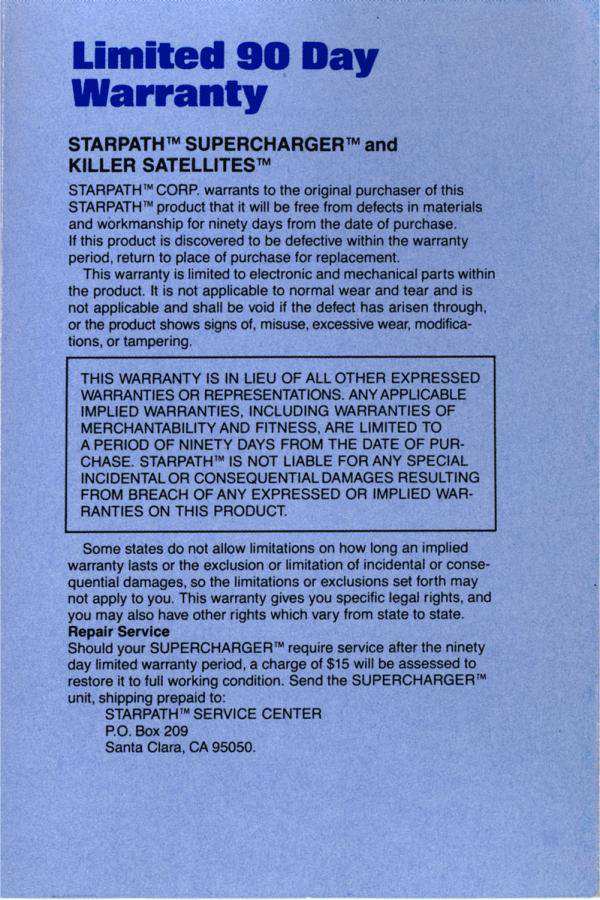 Limited 90 Day
Warranty
STARPATH™ SUPERCHARGER™ and
KILLER SATELLITES™
STARPATH™ CORP. warrants to the original purchaser of this
STARPATH™ product that it will be free from defects in materials
and workmanship for ninety days from the date of purchase.
If this product is discovered to be defective within the warranty
period, return to place of purchase for replacement.
This warranty is limited to electronic and mechanical parts within
the product. It is not applicable to normal wear and tear and is
not applicable and shall be void if the defect has arisen through,
or the product shows signs of, misuse, excessive wear, modifica-
tions, or tampering.
THIS WARRANTY IS IN LIEU OF ALL OTHER EXPRESSED
WARRANTIES OR REPRESENTATIONS. ANY APPLICABLE
IMPLIED WARRANTIES, INCLUDING WARRANTIES OF
MERCHANTABILITY AND FITNESS, ARE LIMITED TO
A PERIOD OF NINETY DAYS FROM THE DATE OF PUR-
CHASE. STARPATH™ IS NOT LIABLE FOR ANY SPECIAL
INCIDENTAL OR CONSEQUENTIAL DAMAGES RESULTING
FROM BREACH OF ANY EXPRESSED OR IMPLIED WAR-
RANTIES ON THIS PRODUCT.
Some states do not allow limitations on how long an implied
warranty lasts or the exclusion or limitation of incidental or conse-
quential damages, so the limitations or exclusions set forth may
not apply to you. This warranty gives you specific legal rights, and
you may also have other rights which vary from state to state.
Repair Service
Should your SUPERCHARGER™ require service after the ninety
day limited warranty period, a charge of $15 will be assessed to
restore it to full working condition. Send the SUPERCHARGER™
unit, shipping prepaid to:
STARPATH™ SERVICE CENTER
P.O. Box 209
Santa Clara, CA 95050.